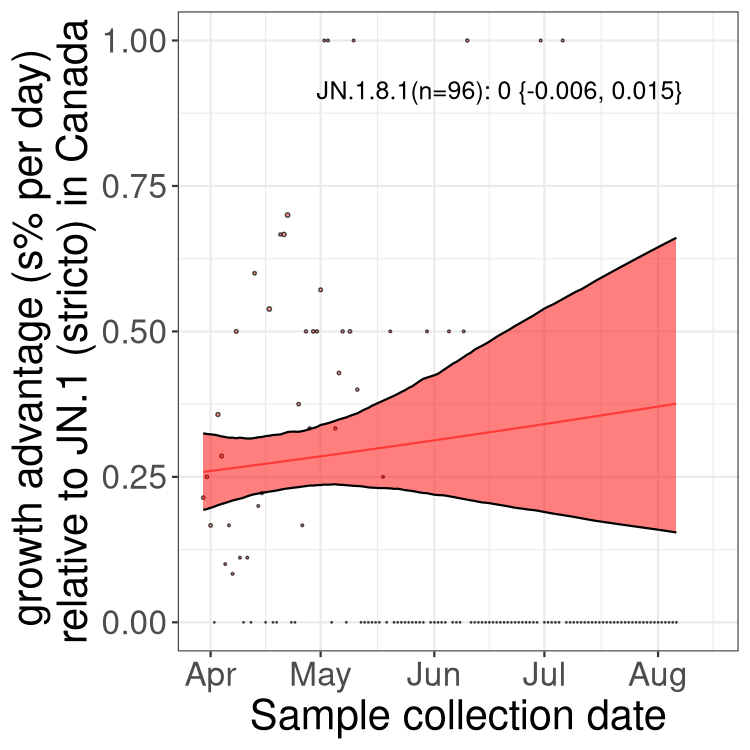 growth advantage (s% per day)
relative to JN.1 (stricto) in Canada
1.00
0.75
0.50
0.25
0.00
JN.1.8.1(n=96): 0 {-0.006, 0.015}
Apr
May
Jun
Jul
Aug
Sample collection date